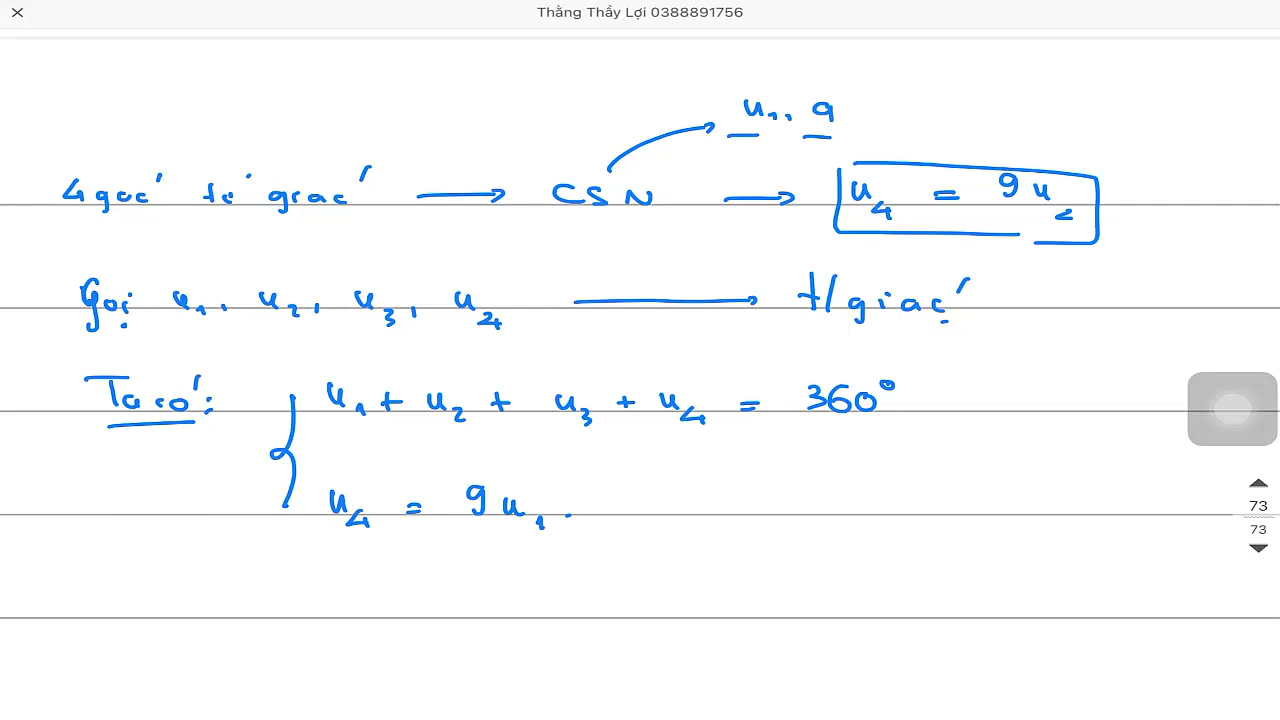 Thằng Thầy Lợi 0388891756
u₁, q
4 góc tứ giác → CSN → u₄ = 9u₂
Gọi u₁, u₂, u₃, u₄ → t/giác
Ta có: u₁ + u₂ + u₃ + u₄ = 360°
u₄ = 9u₁.
73
73